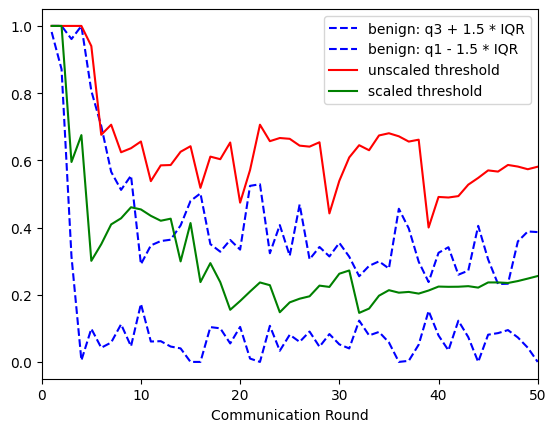 benign: q3 + 1.5 * IQR
benign: q1 - 1.5 * IQR
unscaled threshold
scaled threshold
1.0
0.8
0.6
0.4
0.2
0.0
0 10 20 30 40 50
Communication Round